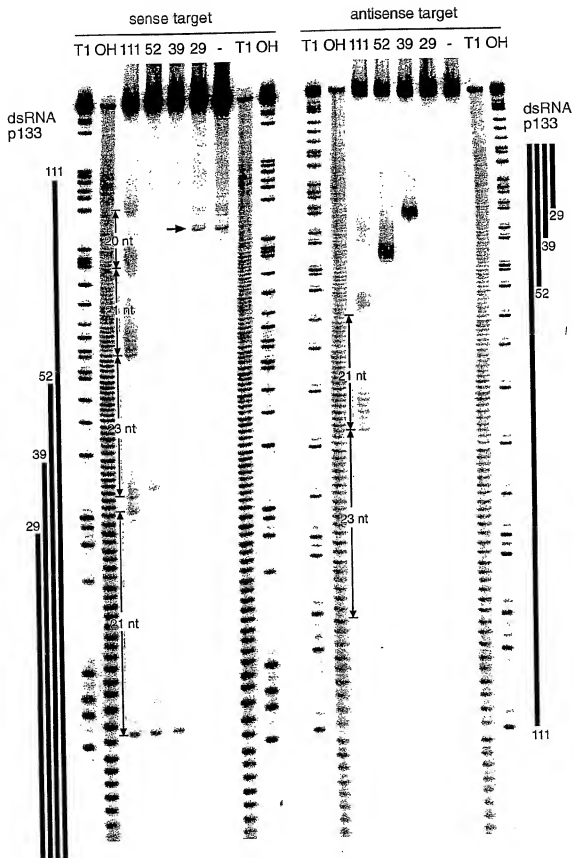 sense target
antisense target
T1 OH 111 52 39 29 - T1 OH
T1 OH 111 52 39 29 - T1 OH
dsRNA
p133
dsRNA
p133
111
20 nt
29
39
52
21 nt
52
23 nt
39
21 nt
29
23 nt
21 nt
111